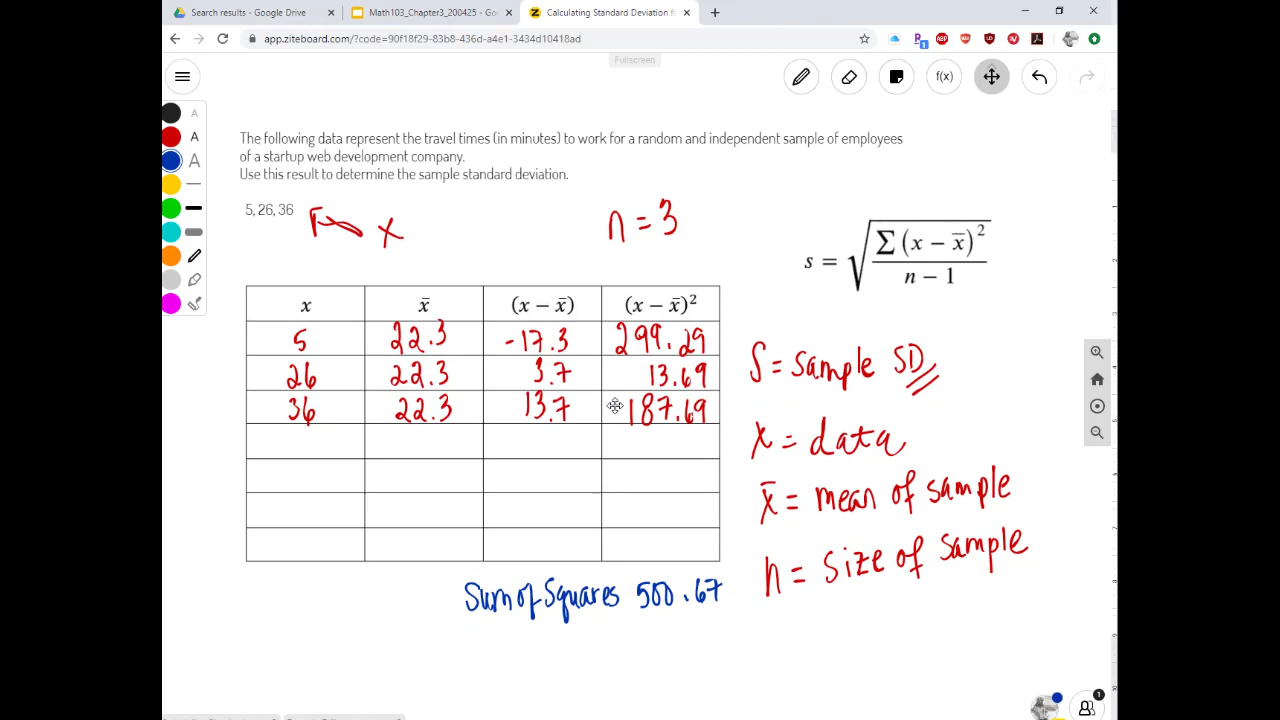 Search results - Google Drive
Math103_Chapter3_200425 - Go
Calculating Standard Deviation fo
app.ziteboard.com/?code=90f18f29-83b8-436d-a4e1-3434d10418ad
Fullscreen
f(x)
A
A
A
The following data represent the travel times (in minutes) to work for a random and independent sample of employees
of a startup web development company.
Use this result to determine the sample standard deviation.
5, 26, 36
x
n = 3
s = √(Σ(x − x̄)² / (n − 1))
x x̄ (x − x̄) (x − x̄)²
5 22.3 -17.3 299.29
26 22.3 3.7 13.69
36 22.3 13.7 187.69
Sum of Squares 500.67
S = Sample SD
x = data
x̄ = mean of sample
n = size of sample
1